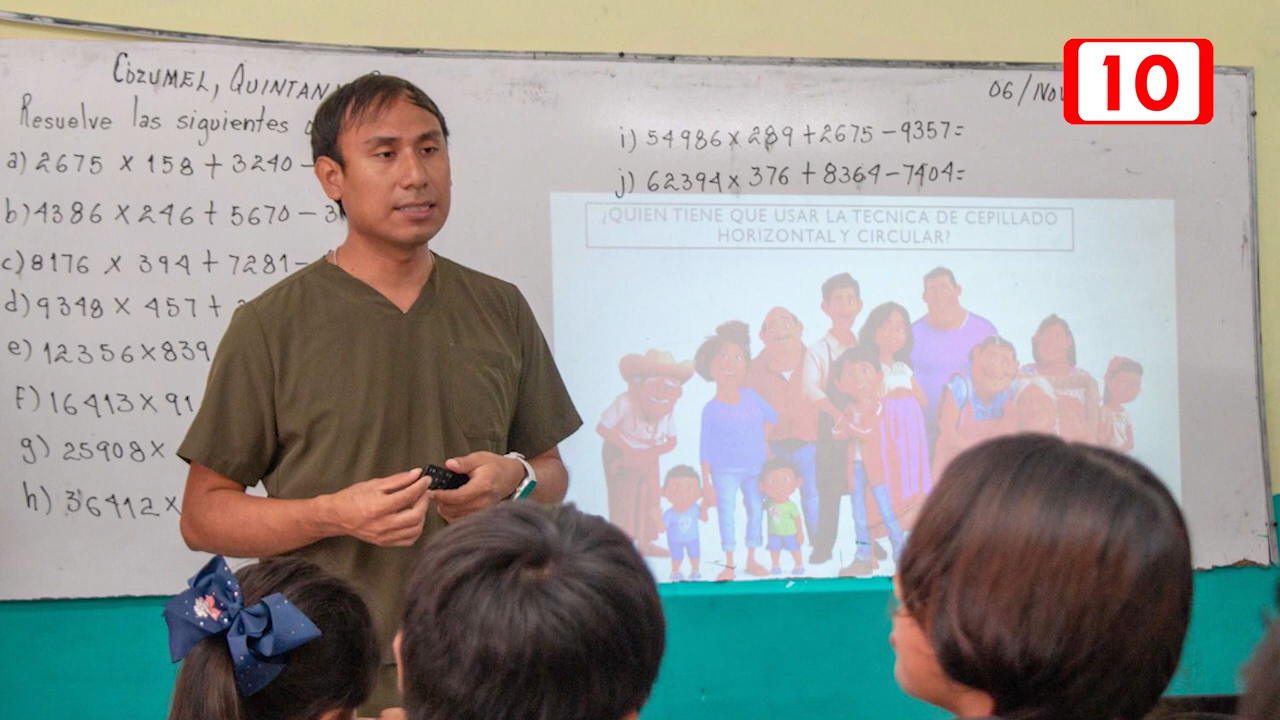 COZUMEL, QUINTAN
06/Nov
10
Resuelve las siguientes
a) 2675 × 158 + 3240 -
b) 4386 × 246 + 5670 - 3
c) 8176 × 394 + 7281 -
d) 9348 × 457 +
e) 12356 × 839
F) 16413 × 91
g) 25908 ×
h) 36412 ×
i) 54986 × 289 + 2675 - 9357 =
j) 62394 × 376 + 8364 - 7404 =
¿QUIEN TIENE QUE USAR LA TECNICA DE CEPILLADO
HORIZONTAL Y CIRCULAR?